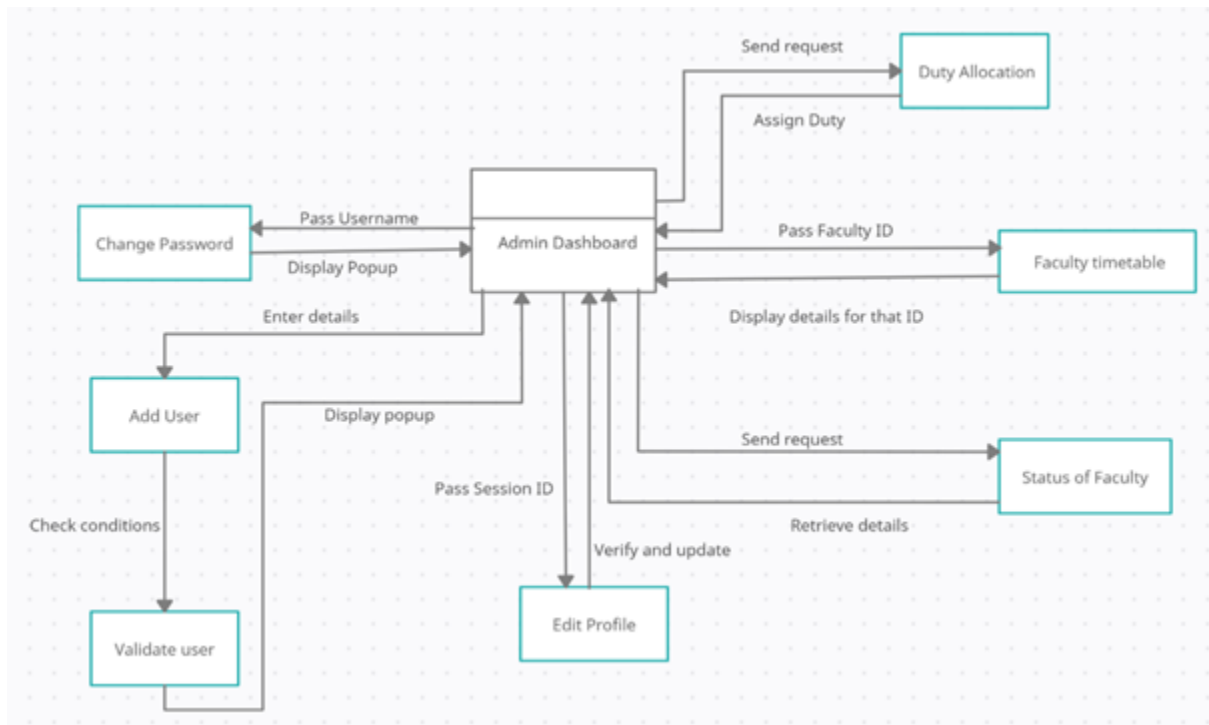 Send request
Duty Allocation
Assign Duty
Pass Username
Change Password
Admin Dashboard
Pass Faculty ID
Faculty timetable
Display Popup
Enter details
Display details for that ID
Add User
Display popup
Send request
Status of Faculty
Pass Session ID
Check conditions
Retrieve details
Verify and update
Edit Profile
Validate user